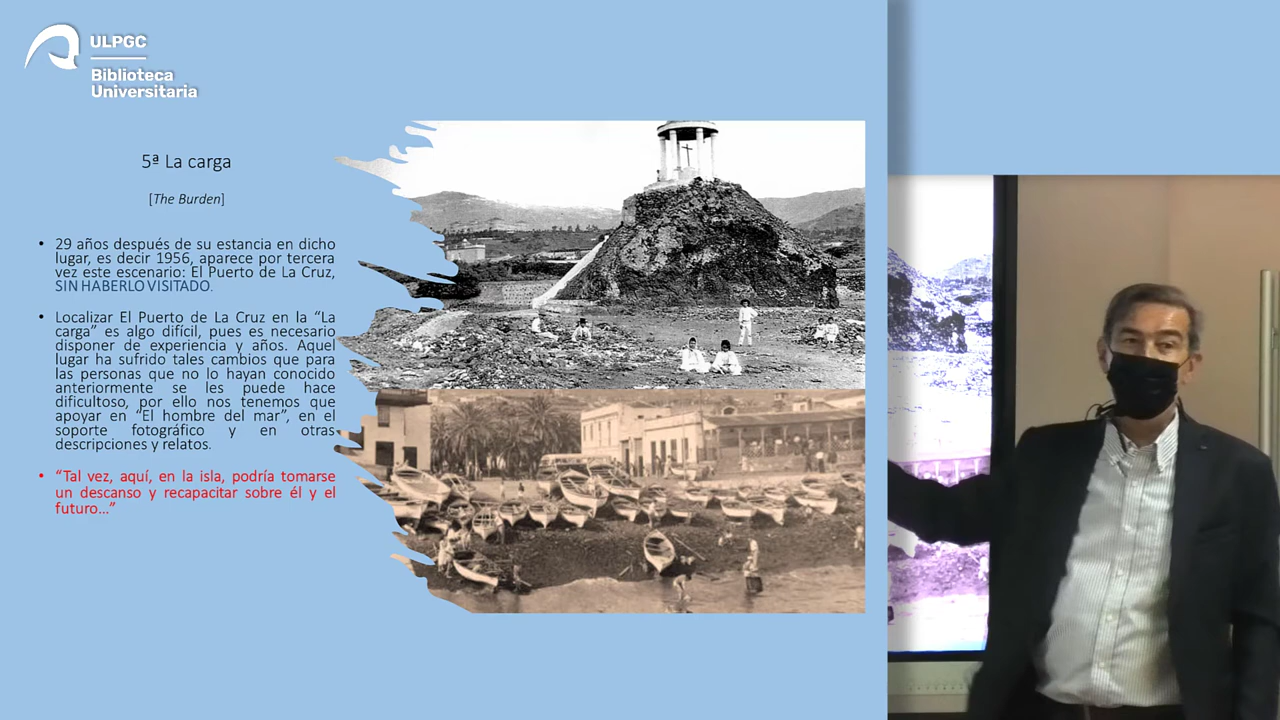 ULPGC
Biblioteca
Universitaria
5ª La carga
[The Burden]
• 29 años después de su estancia en dicho
lugar, es decir 1956, aparece por tercera
vez este escenario: El Puerto de La Cruz,
SIN HABERLO VISITADO.
• Localizar El Puerto de La Cruz en la “La
carga” es algo difícil, pues es necesario
disponer de experiencia y años. Aquel
lugar ha sufrido tales cambios que para
las personas que no lo hayan conocido
anteriormente se les puede hace
dificultoso, por ello nos tenemos que
apoyar en “El hombre del mar”, en el
soporte fotográfico y en otras
descripciones y relatos.
• “Tal vez, aquí, en la isla, podría tomarse
un descanso y recapacitar sobre él y el
futuro…”